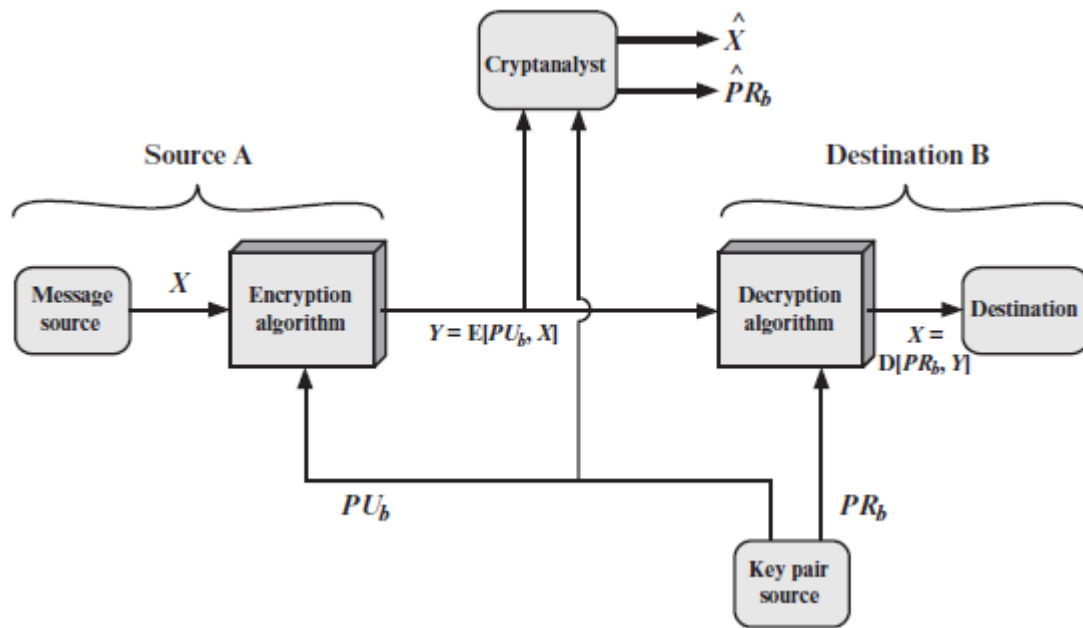 X̂
Cryptanalyst
P̂R_b
Source A
Destination B
X
Message
source
Encryption
algorithm
Decryption
algorithm
Destination
Y = E[PU_b, X]
X =
D[PR_b, Y]
PU_b
PR_b
Key pair
source